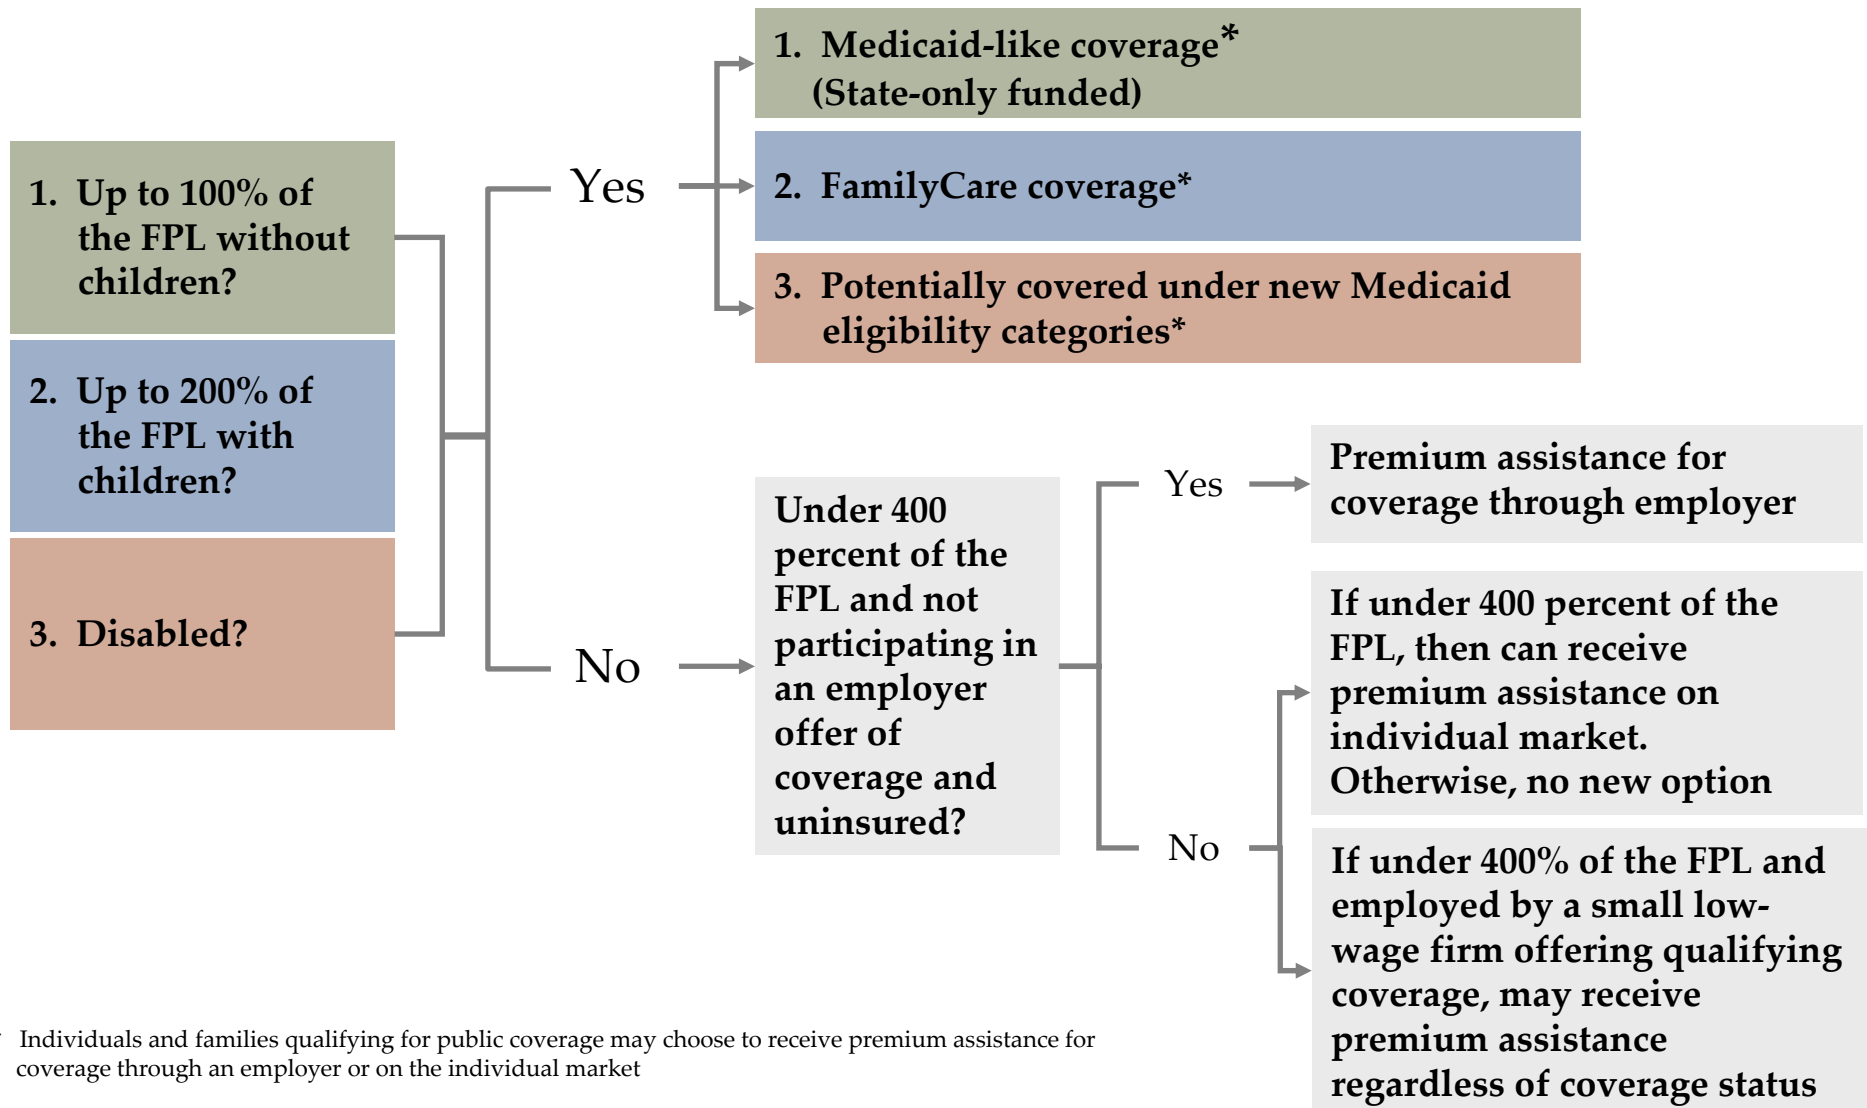 1. Medicaid-like coverage*
(State-only funded)
2. FamilyCare coverage*
3. Potentially covered under new Medicaid
eligibility categories*
1. Up to 100% of
the FPL without
children?
2. Up to 200% of
the FPL with
children?
3. Disabled?
Yes
No
Under 400
percent of the
FPL and not
participating in
an employer
offer of
coverage and
uninsured?
Yes
No
Premium assistance for
coverage through employer
If under 400 percent of the
FPL, then can receive
premium assistance on
individual market.
Otherwise, no new option
If under 400% of the FPL and
employed by a small low-
wage firm offering qualifying
coverage, may receive
premium assistance
regardless of coverage status
Individuals and families qualifying for public coverage may choose to receive premium assistance for
coverage through an employer or on the individual market